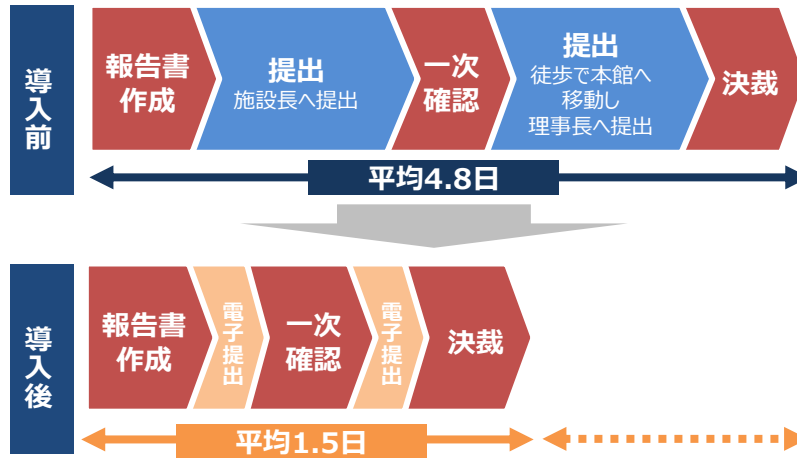 導入前
報告書
作成
提出
施設長へ提出
一次
確認
提出
徒歩で本館へ
移動し
理事長へ提出
決裁
平均4.8日
導入後
報告書
作成
電子提出
一次
確認
電子提出
決裁
平均1.5日